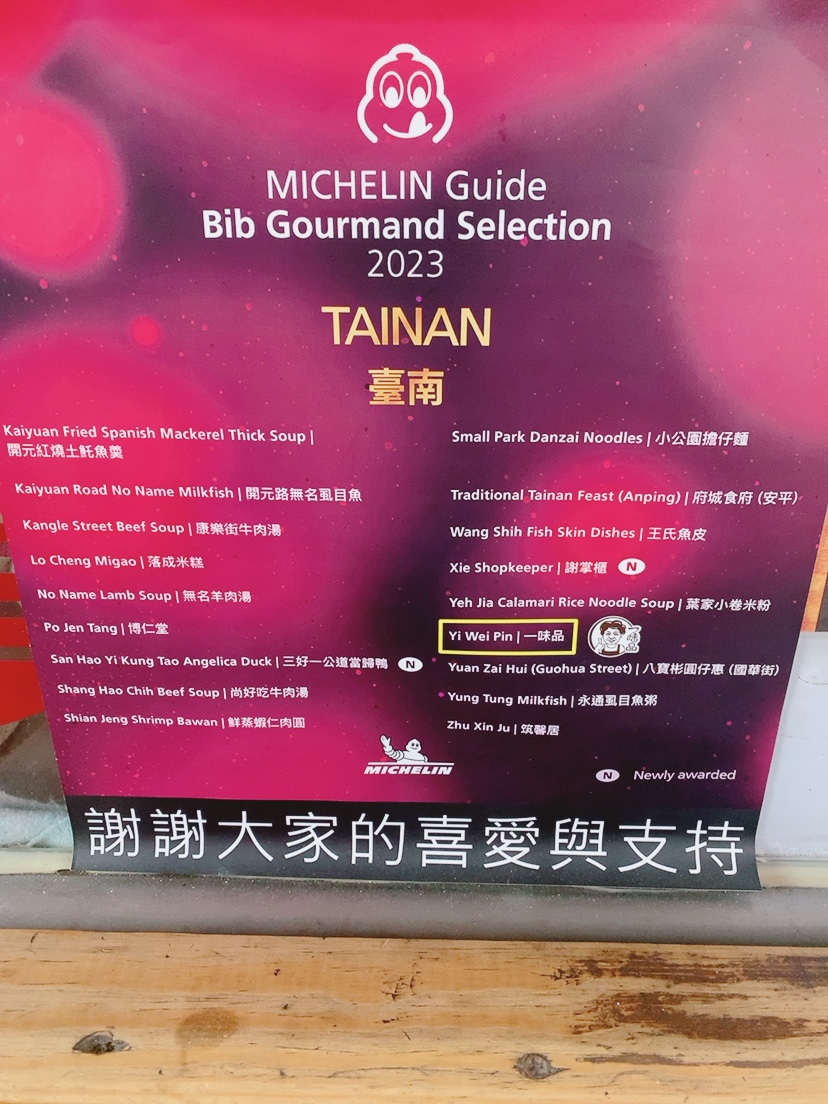 MICHELIN Guide
Bib Gourmand Selection
2023
TAINAN
臺南
Kaiyuan Fried Spanish Mackerel Thick Soup |
開元紅燒土魠魚羹
Kaiyuan Road No Name Milkfish | 開元路無名虱目魚
Kangle Street Beef Soup | 康樂街牛肉湯
Lo Cheng Migao | 落成米糕
No Name Lamb Soup | 無名羊肉湯
Po Jen Tang | 博仁堂
San Hao Yi Kung Tao Angelica Duck | 三好一公道當歸鴨 N
Shang Hao Chih Beef Soup | 尚好吃牛肉湯
Shian Jeng Shrimp Bawan | 鮮蒸蝦仁肉圓
Small Park Danzai Noodles | 小公園擔仔麵
Traditional Tainan Feast (Anping) | 府城食府 (安平)
Wang Shih Fish Skin Dishes | 王氏魚皮
Xie Shopkeeper | 謝掌櫃 N
Yeh Jia Calamari Rice Noodle Soup | 葉家小卷米粉
Yi Wei Pin | 一味品 一味品
Yuan Zai Hui (Guohua Street) | 八寶彬圓仔惠 (國華街)
Yung Tung Milkfish | 永通虱目魚粥
Zhu Xin Ju | 筑馨居
MICHELIN
N Newly awarded
謝謝大家的喜愛與支持